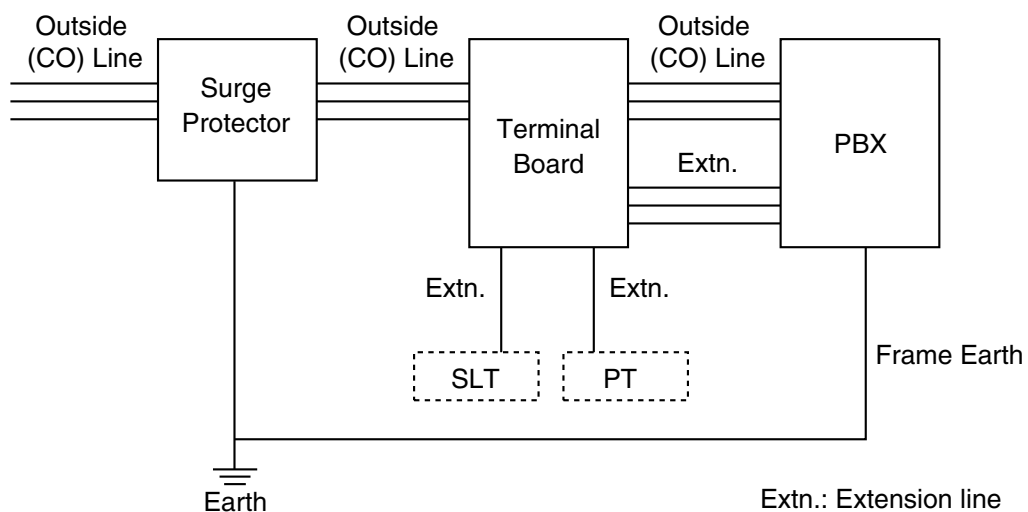 Outside
(CO) Line
Outside
(CO) Line
Outside
(CO) Line
Surge
Protector
Terminal
Board
PBX
Extn.
Extn.
Extn.
SLT
PT
Frame Earth
Earth
Extn.: Extension line